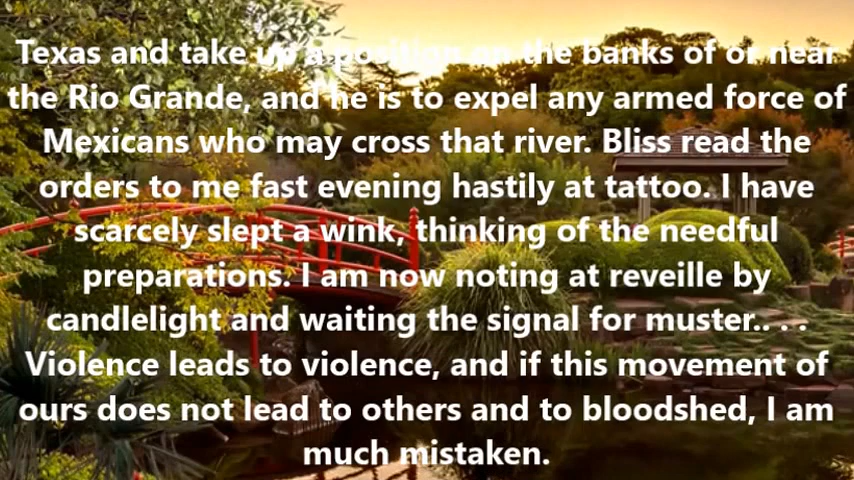 Texas and take up a position on the banks of or near
the Rio Grande, and he is to expel any armed force of
Mexicans who may cross that river. Bliss read the
orders to me fast evening hastily at tattoo. I have
scarcely slept a wink, thinking of the needful
preparations. I am now noting at reveille by
candlelight and waiting the signal for muster.. . .
Violence leads to violence, and if this movement of
ours does not lead to others and to bloodshed, I am
much mistaken.